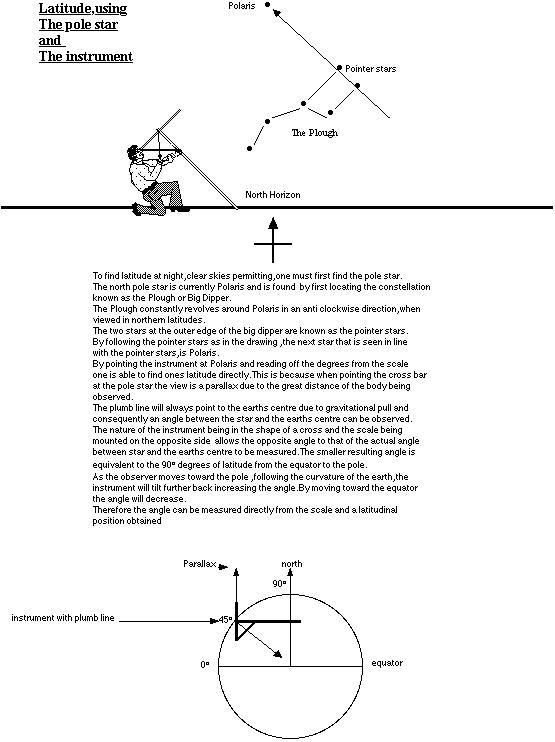 Latitude,using
The pole star
and
The instrument
Polaris
Pointer stars
The Plough
North Horizon
To find latitude at night,clear skies permitting,one must first find the pole star.
The north pole star is currently Polaris and is found by first locating the constellation
known as the Plough or Big Dipper.
The Plough constantly revolves around Polaris in an anti clockwise direction,when
viewed in northern latitudes.
The two stars at the outer edge of the big dipper are known as the pointer stars.
By following the pointer stars as in the drawing ,the next star that is seen in line
with the pointer stars,is Polaris.
By pointing the instrument at Polaris and reading off the degrees from the scale
one is able to find ones latitude directly.This is because when pointing the cross bar
at the pole star the view is a parallax due to the great distance of the body being
observed.
The plumb line will always point to the earths centre due to gravitational pull and
consequently an angle between the star and the earths centre can be observed.
The nature of the instrument being in the shape of a cross and the scale being
mounted on the opposite side allows the opposite angle to that of the actual angle
between star and the earths centre to be measured.The smaller resulting angle is
equivalent to the 90º degrees of latitude from the equator to the pole.
As the observer moves toward the pole ,following the curvature of the earth,the
instrument will tilt further back increasing the angle.By moving toward the equator
the angle will decrease.
Therefore the angle can be measured directly from the scale and a latitudinal
position obtained
Parallax
north
90º
instrument with plumb line
45º
0º
equator